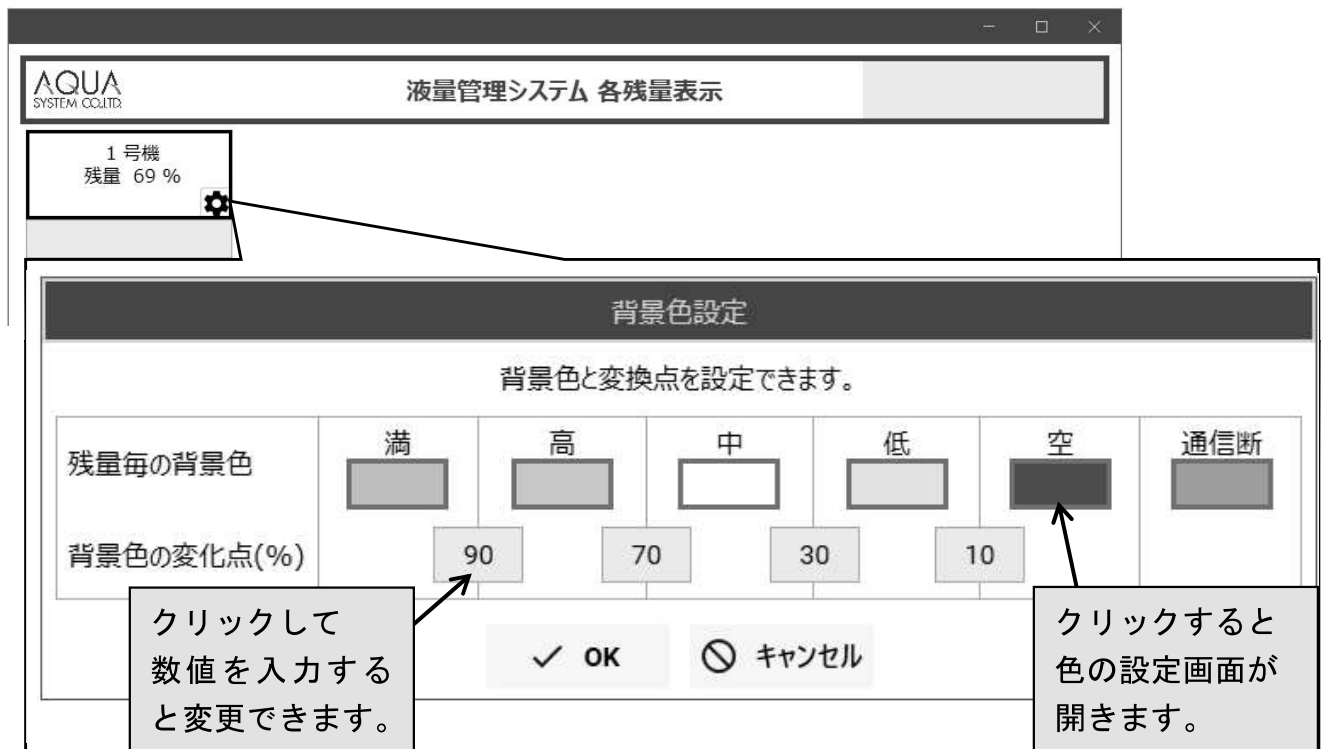 AQUA
SYSTEM CO.,LTD.
液量管理システム 各残量表示
1 号機
残量 69 %
背景色設定
背景色と変換点を設定できます。
残量毎の背景色
満 高 中 低 空 通信断
背景色の変化点(%)
90 70 30 10
クリックして
数値を入力する
と変更できます。
クリックすると
色の設定画面が
開きます。
OK キャンセル